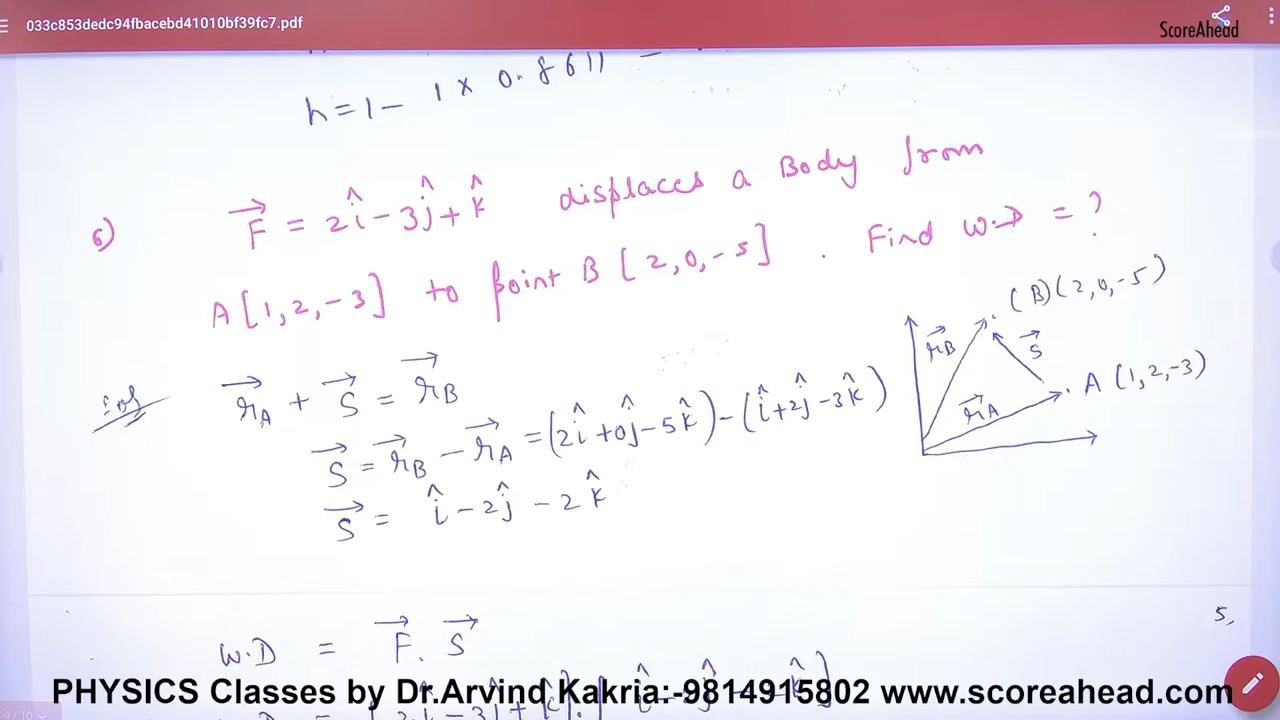 033c853dedc94fbacebd41010bf39fc7.pdf
ScoreAhead
h = 1 - 1 × 0.8611 -
6) F⃗ = 2î - 3ĵ + k̂ displaces a Body from
A [1, 2, -3] to point B [2, 0, -5] . Find W.D = ?
(B) (2, 0, -5)
r⃗B
S⃗
A (1, 2, -3)
r⃗A
Sol
r⃗A + S⃗ = r⃗B
S⃗ = r⃗B - r⃗A = (2î + 0ĵ - 5k̂) - (î + 2ĵ - 3k̂)
S⃗ = î - 2ĵ - 2k̂
5,
W.D = F⃗ . S⃗
PHYSICS Classes by Dr.Arvind Kakria:-9814915802 www.scoreahead.com